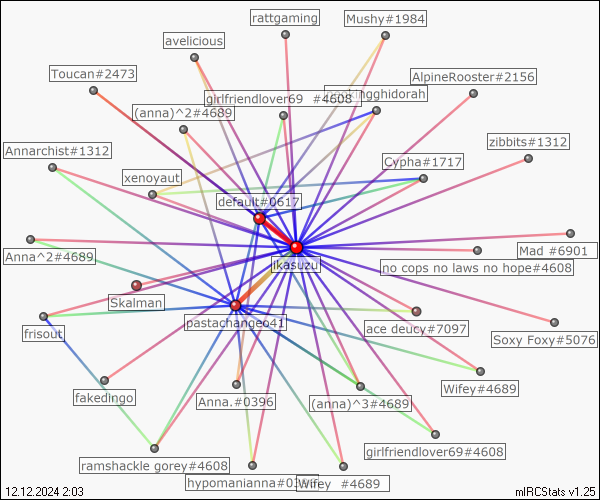 rattgaming
Mushy#1984
avelicious
Toucan#2473
AlpineRooster#2156
girlfriendlover69 #4608
ngghidorah
(anna)^2#4689
zibbits#1312
Annarchist#1312
Cypha#1717
xenoyaut
default#0617
Mad #6901
Anna^2#4689
jikasuzu
no cops no laws no hope#4608
Skalman
pastachangeo41
ace deucy#7097
frisout
Soxy Foxy#5076
fakedingo
Anna.#0396
(anna)^3#4689
Wifey#4689
girlfriendlover69#4608
ramshackle gorey#4608
hypomanianna#03
Wifey #4689
12.12.2024 2:03
mIRCStats v1.25